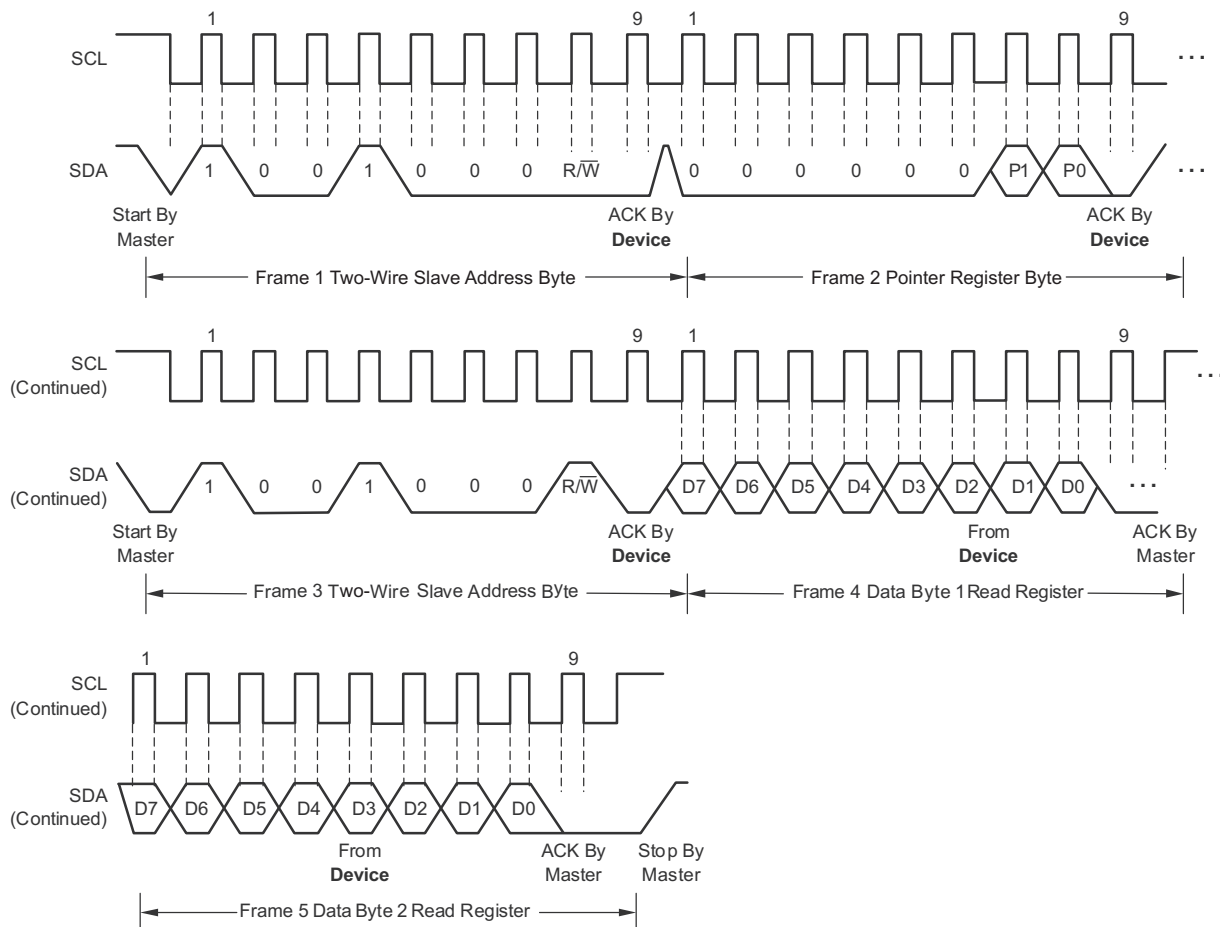 1 9 1 9
SCL ...
SDA 1 0 0 1 0 0 0 R/W̅ 0 0 0 0 0 0 P1 P0 ...
Start By
Master
ACK By
Device
ACK By
Device
Frame 1 Two-Wire Slave Address Byte
Frame 2 Pointer Register Byte
1 9 1 9
SCL
(Continued)
...
SDA
(Continued)
1 0 0 1 0 0 0 R/W̅ D7 D6 D5 D4 D3 D2 D1 D0 ...
Start By
Master
ACK By
Device
From
Device
ACK By
Master
Frame 3 Two-Wire Slave Address Byte
Frame 4 Data Byte 1 Read Register
1 9
SCL
(Continued)
SDA
(Continued)
D7 D6 D5 D4 D3 D2 D1 D0
From
Device
ACK By
Master
Stop By
Master
Frame 5 Data Byte 2 Read Register